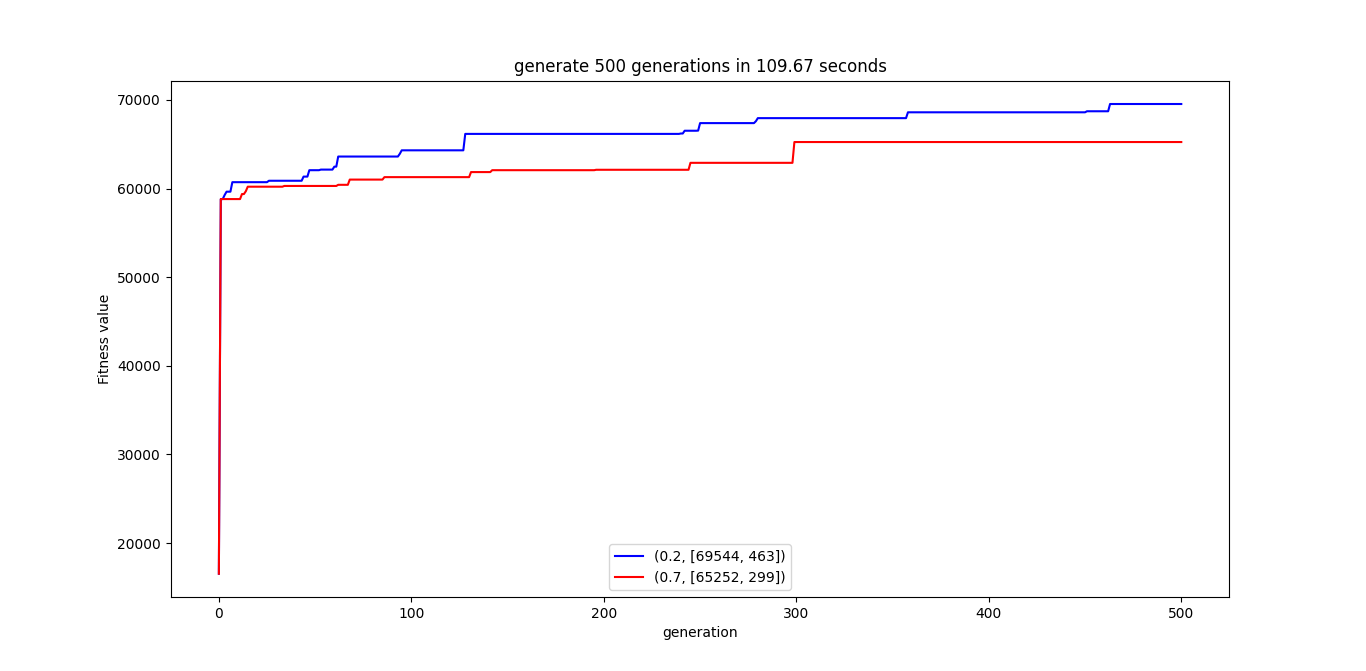 generate 500 generations in 109.67 seconds
Fitness value
70000
60000
50000
40000
30000
20000
(0.2, [69544, 463])
(0.7, [65252, 299])
0 100 200 300 400 500
generation